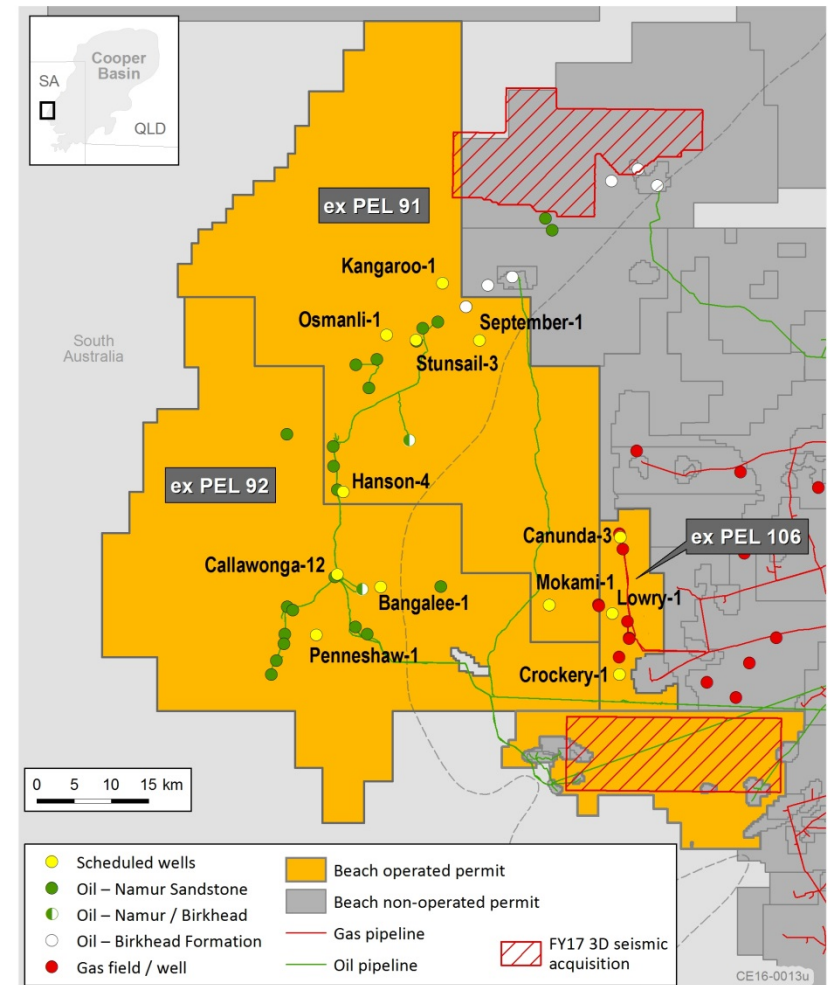 Cooper
Basin
SA
QLD
ex PEL 91
Kangaroo-1
Osmanli-1
September-1
Stunsail-3
South
Australia
ex PEL 92
Hanson-4
Canunda-3
ex PEL 106
Callawonga-12
Mokami-1
Lowry-1
Bangalee-1
Penneshaw-1
Crockery-1
0 5 10 15 km
Scheduled wells
Oil – Namur Sandstone
Oil – Namur / Birkhead
Oil – Birkhead Formation
Gas field / well
Beach operated permit
Beach non-operated permit
Gas pipeline
Oil pipeline
FY17 3D seismic
acquisition
CE16-0013u